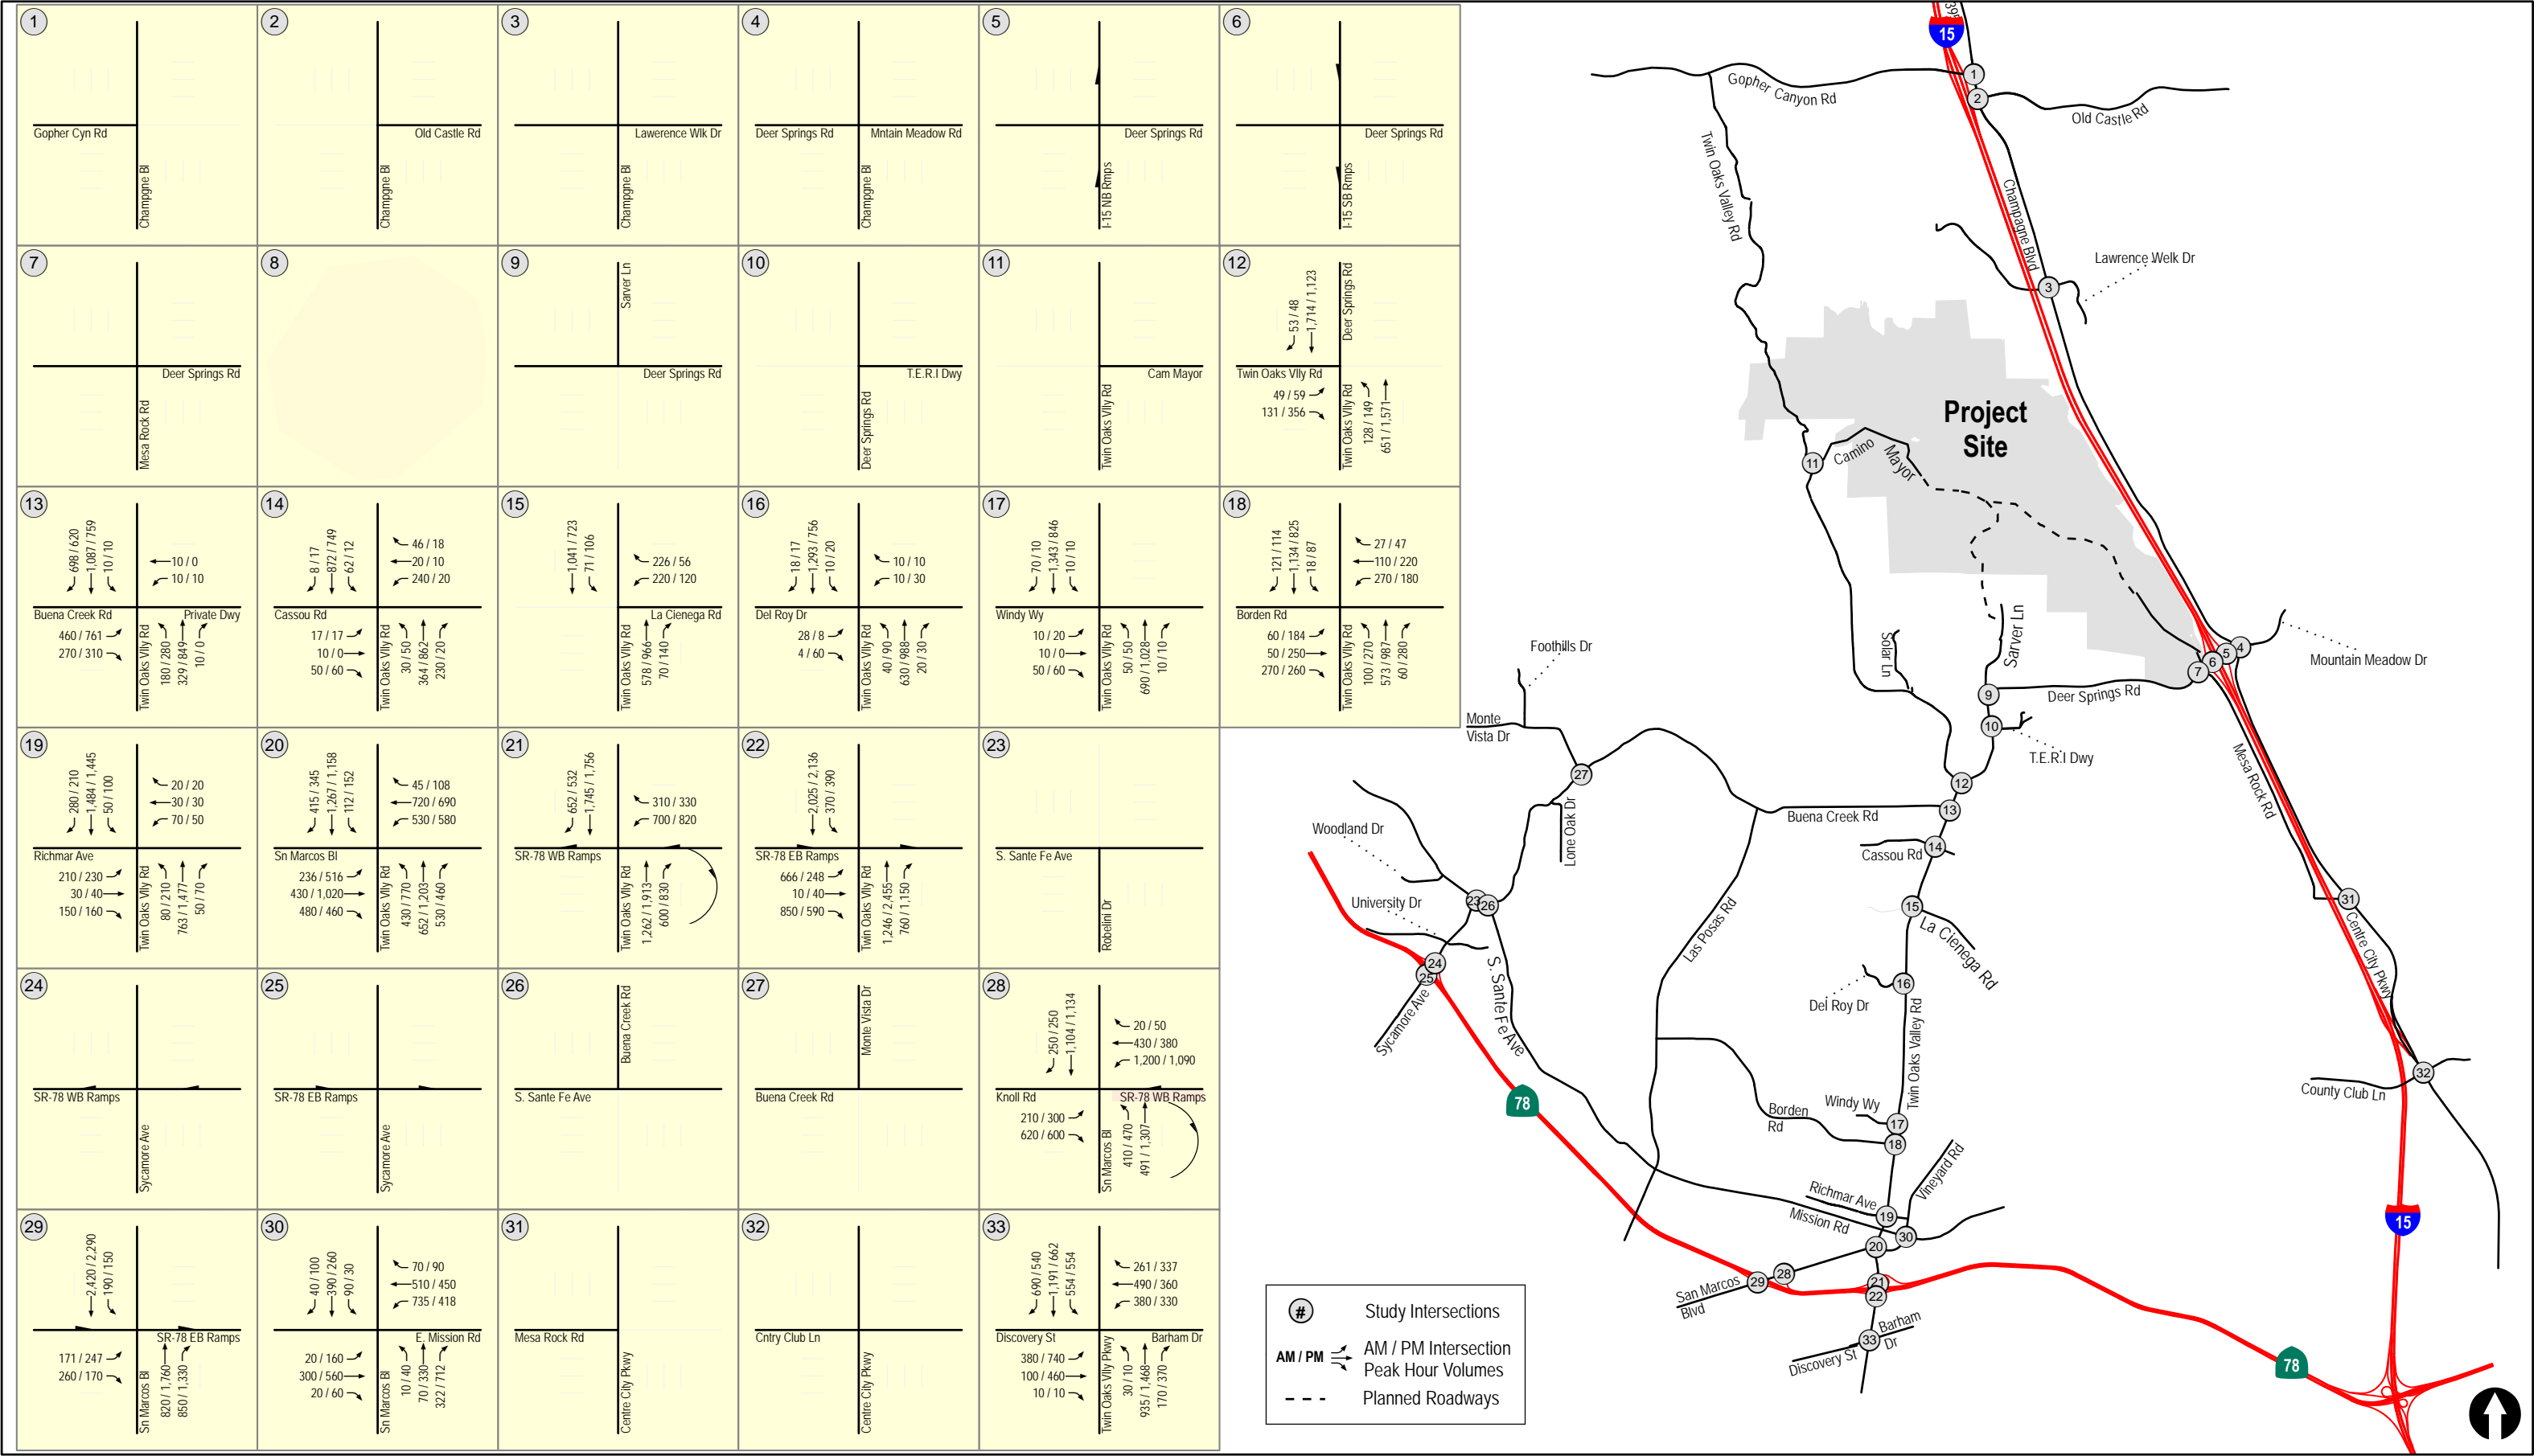 1
Gopher Cyn Rd
Champgne Bl
2
Old Castle Rd
Champgne Bl
3
Lawerence Wlk Dr
Champgne Bl
4
Deer Springs Rd
Mntain Meadow Rd
Champgne Bl
5
Deer Springs Rd
I-15 NB Rmps
6
Deer Springs Rd
I-15 SB Rmps
7
Deer Springs Rd
Mesa Rock Rd
8
9
Sarver Ln
Deer Springs Rd
10
T.E.R.I Dwy
Deer Springs Rd
11
Cam Mayor
Twin Oaks Vlly Rd
12
53 / 48
1,714 / 1,123
Deer Springs Rd
Twin Oaks Vlly Rd
49 / 59
131 / 356
Twin Oaks Vlly Rd
128 / 149
651 / 1,571
13
698 / 620
1,087 / 759
10 / 10
10 / 0
10 / 10
Buena Creek Rd
Private Dwy
460 / 761
270 / 310
Twin Oaks Vlly Rd
180 / 280
329 / 849
10 / 0
14
8 / 17
872 / 749
62 / 12
46 / 18
20 / 10
240 / 20
Cassou Rd
17 / 17
10 / 0
50 / 60
Twin Oaks Vlly Rd
30 / 50
364 / 862
230 / 20
15
1,041 / 723
71 / 106
226 / 56
220 / 120
La Cienega Rd
Twin Oaks Vlly Rd
578 / 966
70 / 140
16
18 / 17
1,293 / 756
10 / 20
10 / 10
10 / 30
Del Roy Dr
28 / 8
4 / 60
Twin Oaks Vlly Rd
40 / 90
630 / 988
20 / 30
17
70 / 10
1,343 / 846
10 / 10
Windy Wy
10 / 20
10 / 0
50 / 60
Twin Oaks Vlly Rd
50 / 50
690 / 1,028
10 / 10
18
121 / 114
1,134 / 825
18 / 87
27 / 47
110 / 220
270 / 180
Borden Rd
60 / 184
50 / 250
270 / 260
Twin Oaks Vlly Rd
100 / 270
573 / 987
60 / 280
19
280 / 210
1,484 / 1,445
50 / 100
20 / 20
30 / 30
70 / 50
Richmar Ave
210 / 230
30 / 40
150 / 160
Twin Oaks Vlly Rd
80 / 210
763 / 1,477
50 / 70
20
415 / 345
1,267 / 1,158
112 / 152
45 / 108
720 / 690
530 / 580
Sn Marcos Bl
236 / 516
430 / 1,020
480 / 460
Twin Oaks Vlly Rd
430 / 770
652 / 1,203
530 / 460
21
652 / 532
1,745 / 1,756
310 / 330
700 / 820
SR-78 WB Ramps
Twin Oaks Vlly Rd
1,262 / 1,913
600 / 830
22
2,025 / 2,136
370 / 390
SR-78 EB Ramps
666 / 248
10 / 40
850 / 590
Twin Oaks Vlly Rd
1,246 / 2,455
760 / 1,150
23
S. Sante Fe Ave
Robelini Dr
24
SR-78 WB Ramps
Sycamore Ave
25
SR-78 EB Ramps
Sycamore Ave
26
Buena Creek Rd
S. Sante Fe Ave
27
Monte Vista Dr
Buena Creek Rd
28
250 / 250
1,104 / 1,134
20 / 50
430 / 380
1,200 / 1,090
Knoll Rd
SR-78 WB Ramps
210 / 300
620 / 600
Sn Marcos Bl
410 / 470
491 / 1,307
29
2,420 / 2,290
190 / 150
SR-78 EB Ramps
171 / 247
260 / 170
Sn Marcos Bl
820 / 1,760
850 / 1,330
30
40 / 100
390 / 260
90 / 30
70 / 90
510 / 450
735 / 418
E. Mission Rd
20 / 160
300 / 560
20 / 60
Sn Marcos Bl
10 / 40
70 / 330
322 / 712
31
Mesa Rock Rd
Centre City Pkwy
32
Cntry Club Ln
Centre City Pkwy
33
690 / 540
1,191 / 662
554 / 554
261 / 337
490 / 360
380 / 330
Discovery St
Barham Dr
380 / 740
100 / 460
10 / 10
Twin Oaks Vlly Pkwy
30 / 10
935 / 1,468
170 / 370
15
1
2
Gopher Canyon Rd
Old Castle Rd
Twin Oaks Valley Rd
Champagne Blvd
Lawrence Welk Dr
3
Project
Site
11
Camino
Mayor
Solar Ln
Sarver Ln
4
5
6
7
Mountain Meadow Dr
9
Deer Springs Rd
10
T.E.R.I Dwy
Mesa Rock Rd
Foothills Dr
Monte
Vista Dr
27
12
13
Buena Creek Rd
Lone Oak Dr
Woodland Dr
Cassou Rd
14
23
26
University Dr
Las Posas Rd
15
La Cienega Rd
31
Centre City Pkwy
24
25
S. Sante Fe Ave
Sycamore Ave
16
Del Roy Dr
Twin Oaks Valley Rd
32
County Club Ln
78
Borden
Rd
Windy Wy
17
18
Vineyard Rd
Richmar Ave
19
Mission Rd
30
20
15
28
29
San Marcos
Blvd
21
22
33
Barham
Dr
Discovery St
78
#
Study Intersections
AM / PM
AM / PM Intersection
Peak Hour Volumes
Planned Roadways